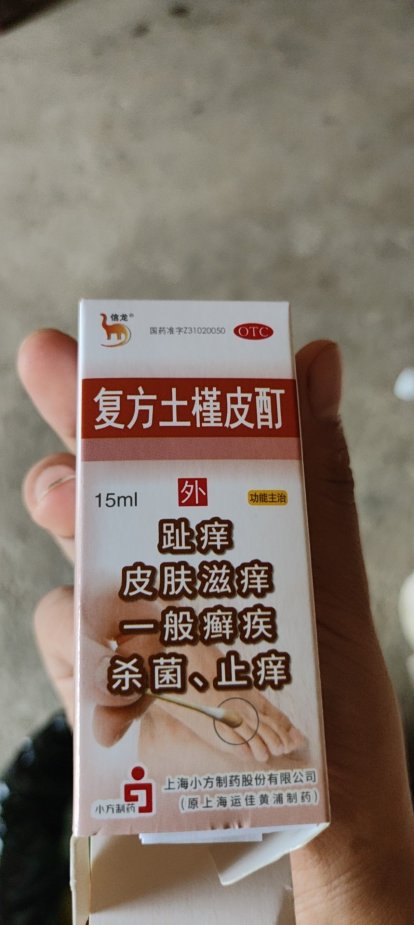 信龙®
国药准字Z31020050
OTC
复方土槿皮酊
15ml
外
功能主治
趾痒
皮肤滋痒
一般癣疾
杀菌、止痒
小方制药
上海小方制药股份有限公司
(原上海运佳黄浦制药)